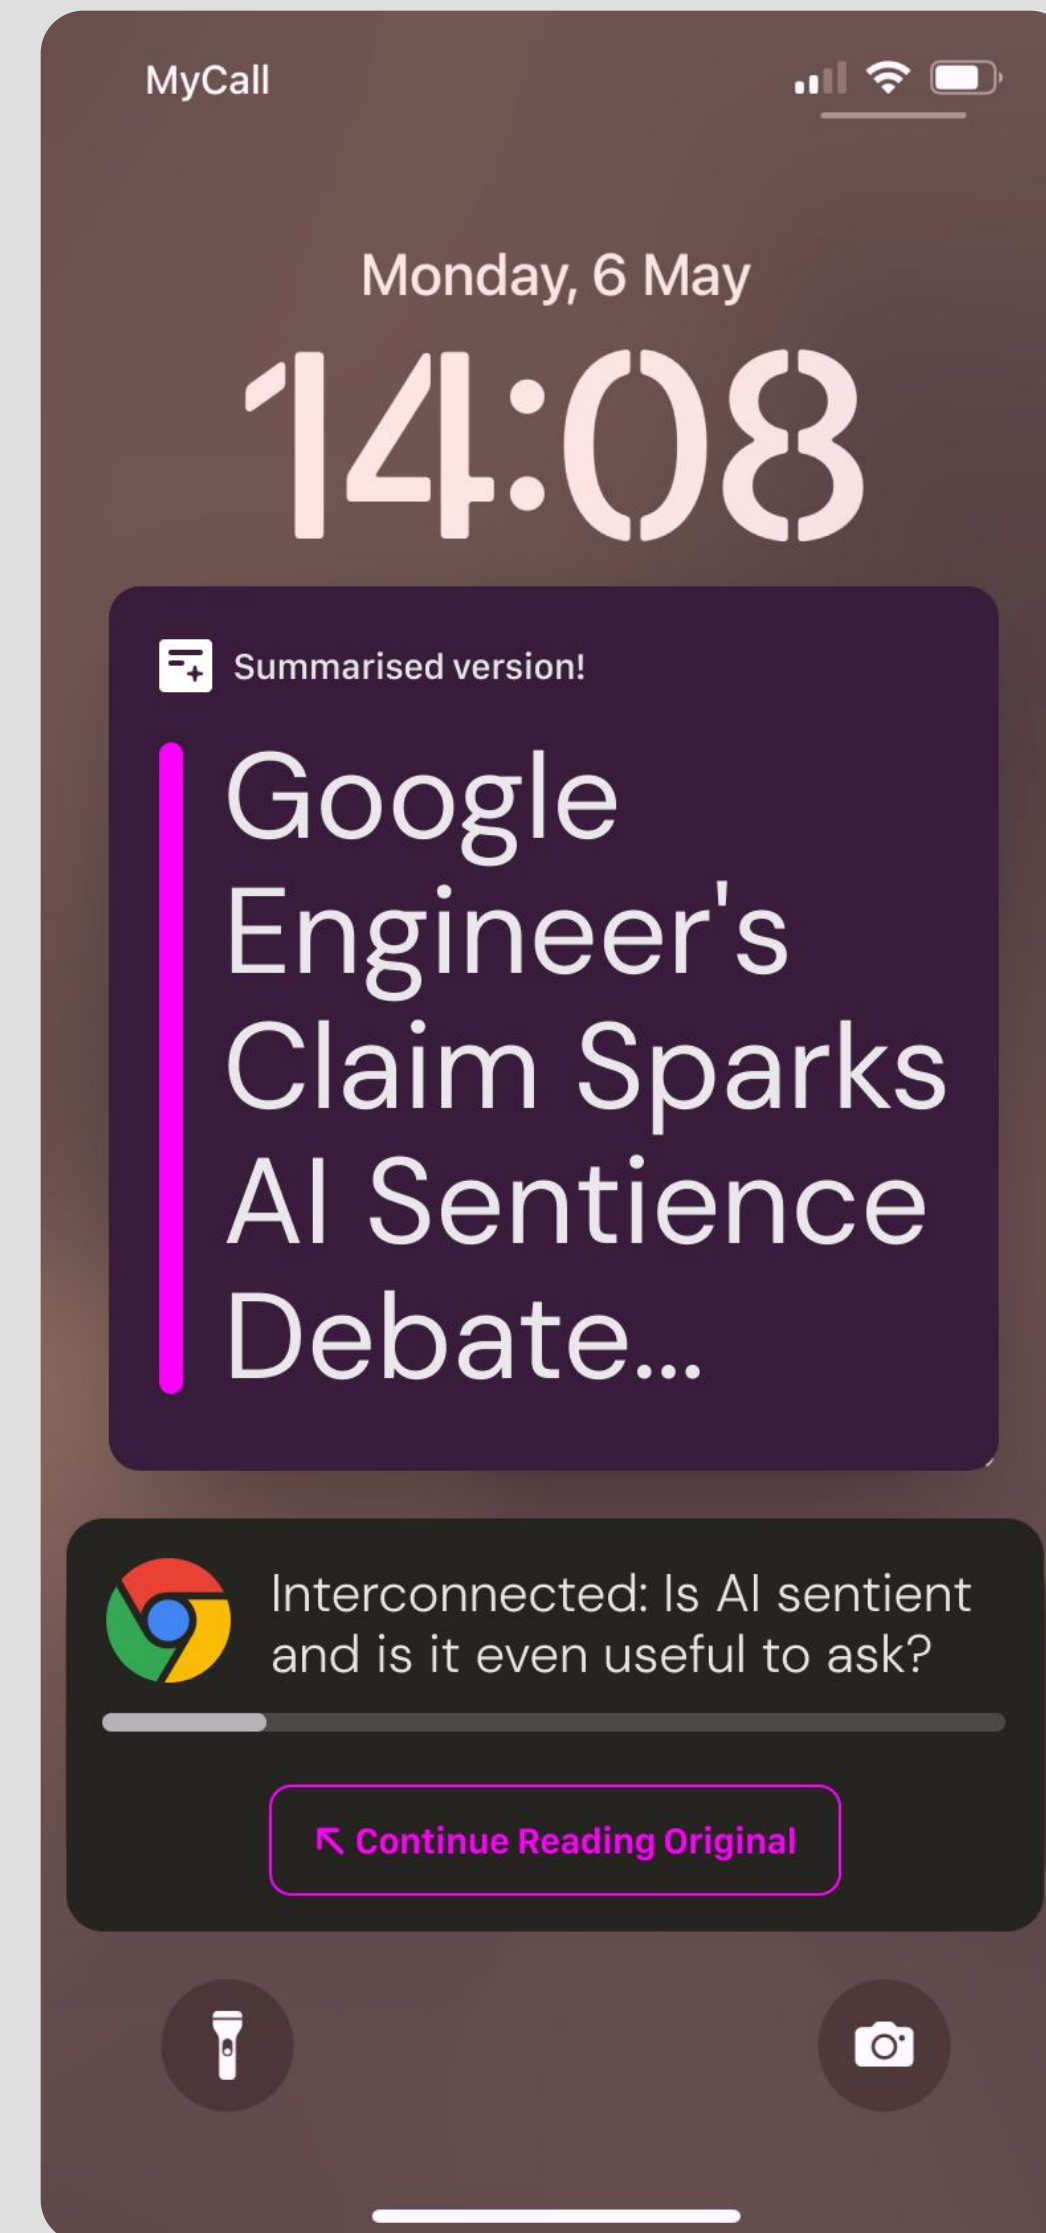 MyCall
Monday, 6 May
14:08
Summarised version!
Google
Engineer's
Claim Sparks
AI Sentience
Debate...
Interconnected: Is AI sentient
and is it even useful to ask?
Continue Reading Original